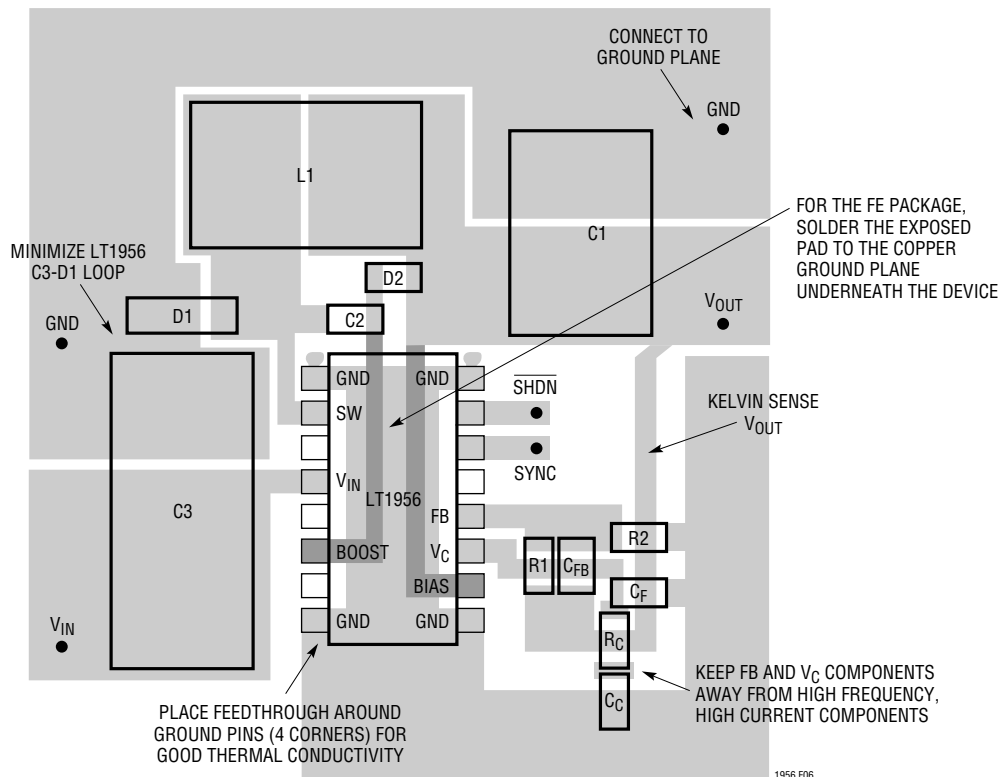 CONNECT TO
GROUND PLANE
GND
L1
C1
FOR THE FE PACKAGE,
SOLDER THE EXPOSED
PAD TO THE COPPER
GROUND PLANE
UNDERNEATH THE DEVICE
MINIMIZE LT1956
C3-D1 LOOP
D2
GND
D1
C2
VOUT
GND
GND
SHDN
SW
KELVIN SENSE
VOUT
SYNC
VIN
LT1956
C3
FB
R2
BOOST
VC
R1
CFB
BIAS
CF
VIN
GND
GND
RC
KEEP FB AND VC COMPONENTS
AWAY FROM HIGH FREQUENCY,
HIGH CURRENT COMPONENTS
CC
PLACE FEEDTHROUGH AROUND
GROUND PINS (4 CORNERS) FOR
GOOD THERMAL CONDUCTIVITY
1956 F06